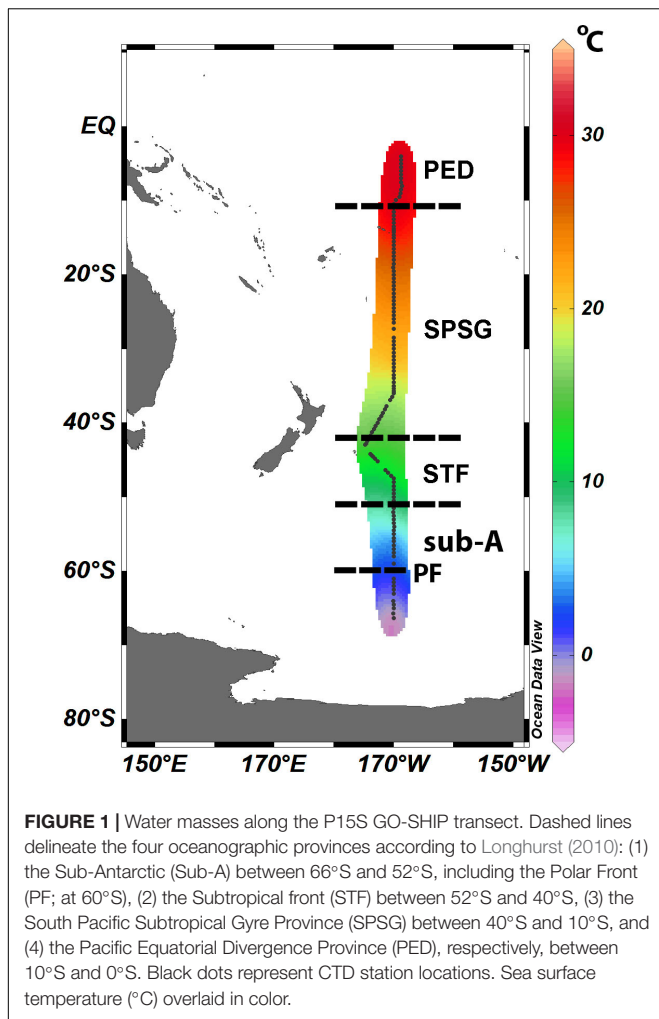 °C
EQ
20°S
40°S
60°S
80°S
150°E
170°E
170°W
150°W
PED
SPSG
STF
sub-A
PF
30
20
10
0
Ocean Data View
FIGURE 1 | Water masses along the P15S GO-SHIP transect. Dashed lines
delineate the four oceanographic provinces according to Longhurst (2010): (1)
the Sub-Antarctic (Sub-A) between 66°S and 52°S, including the Polar Front
(PF; at 60°S), (2) the Subtropical front (STF) between 52°S and 40°S, (3) the
South Pacific Subtropical Gyre Province (SPSG) between 40°S and 10°S, and
(4) the Pacific Equatorial Divergence Province (PED), respectively, between
10°S and 0°S. Black dots represent CTD station locations. Sea surface
temperature (°C) overlaid in color.